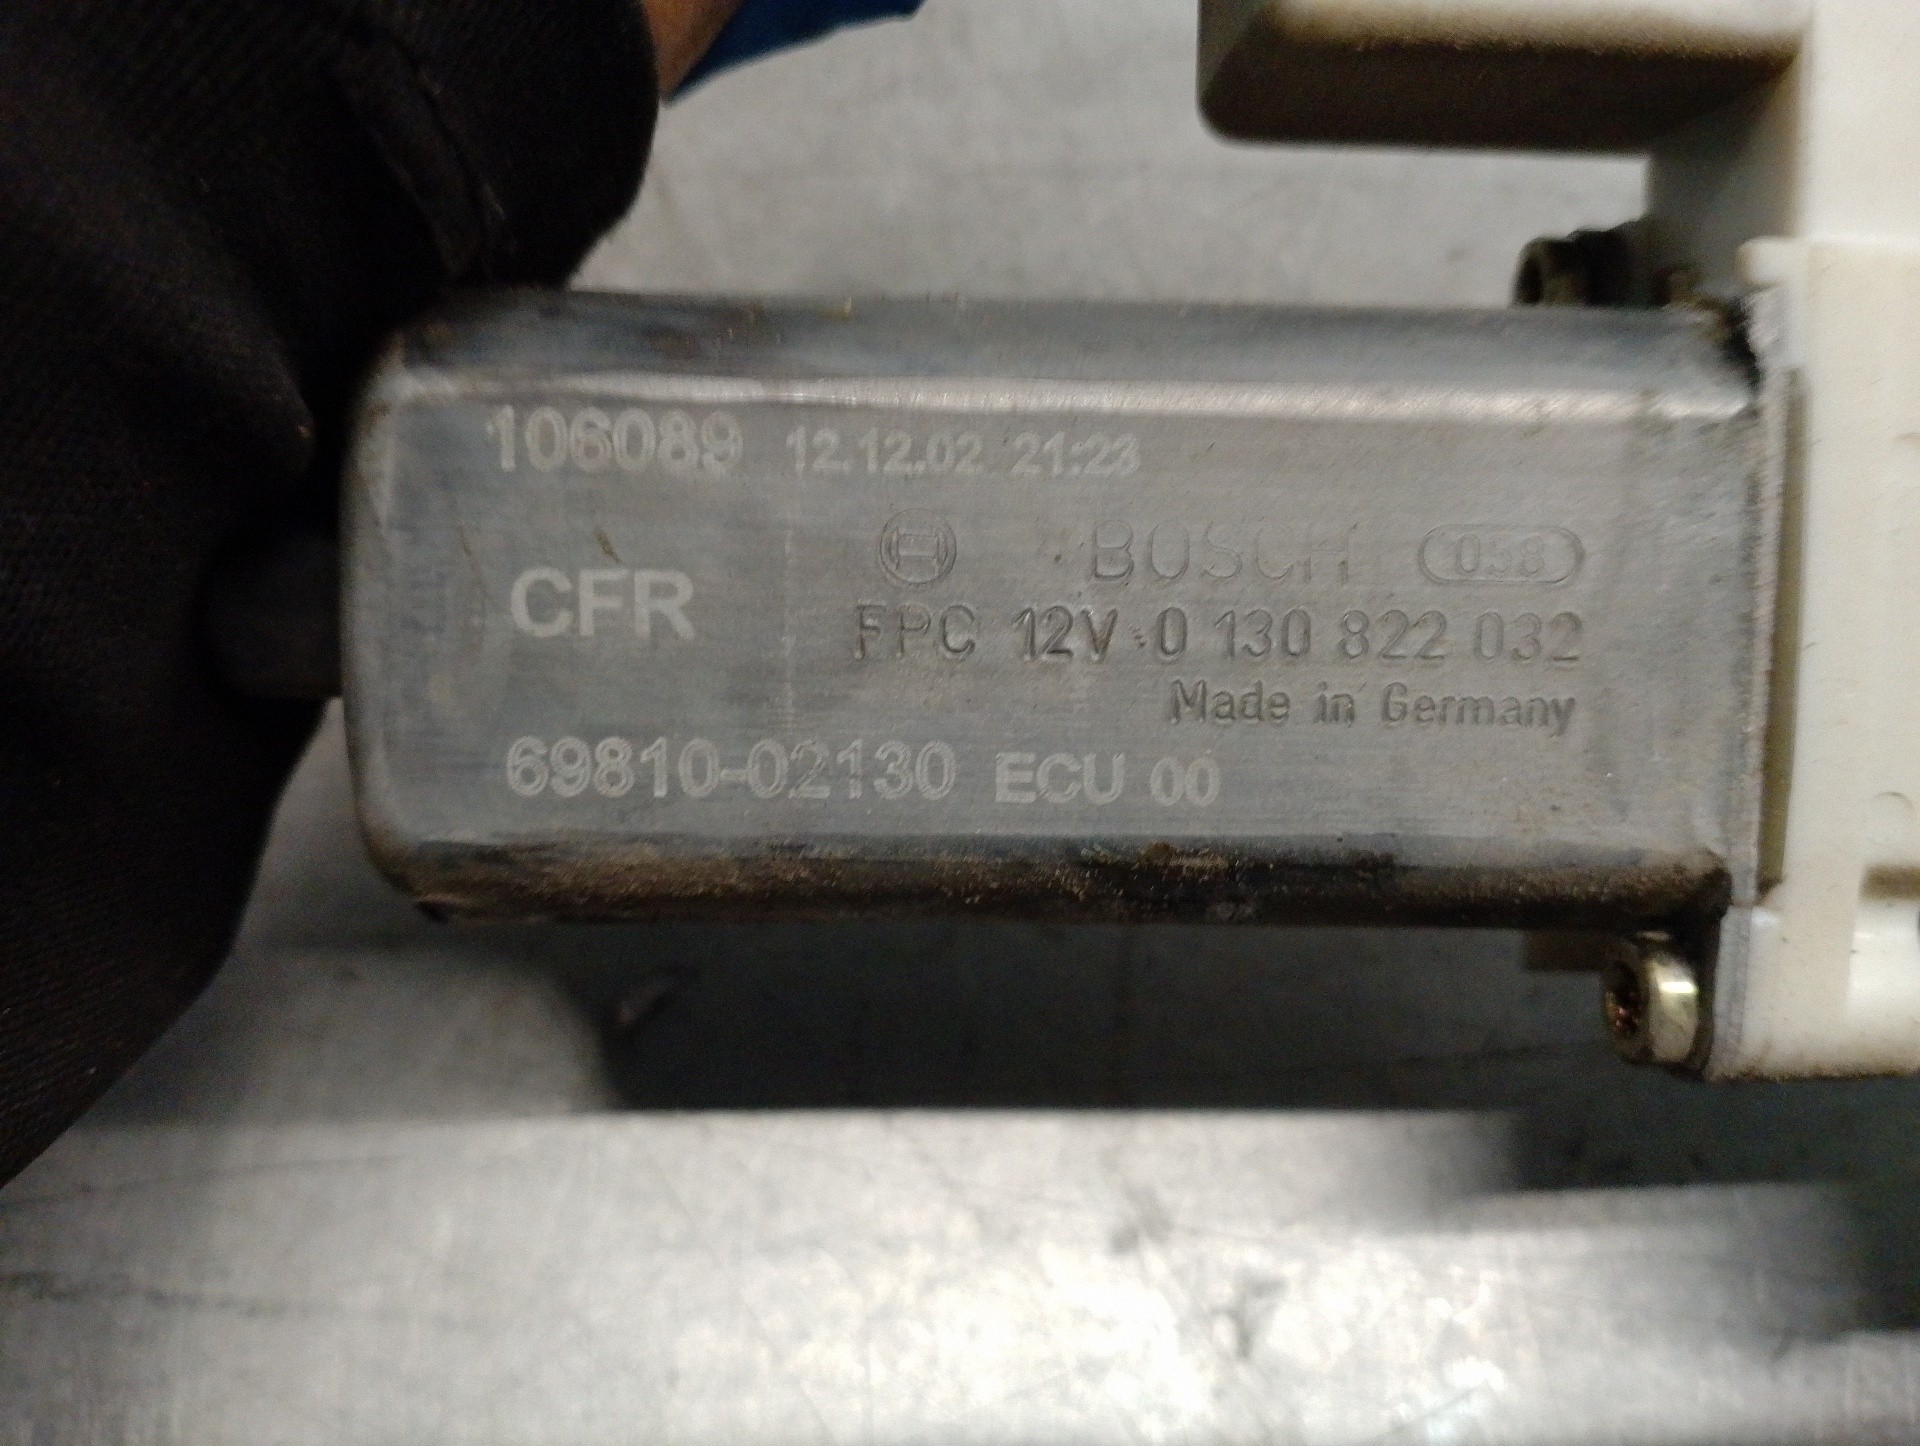 106089 12.12.02 21:23
BOSCH 058
CFR
FPC 12V 0 130 822 032
Made in Germany
69810-02130 ECU 00